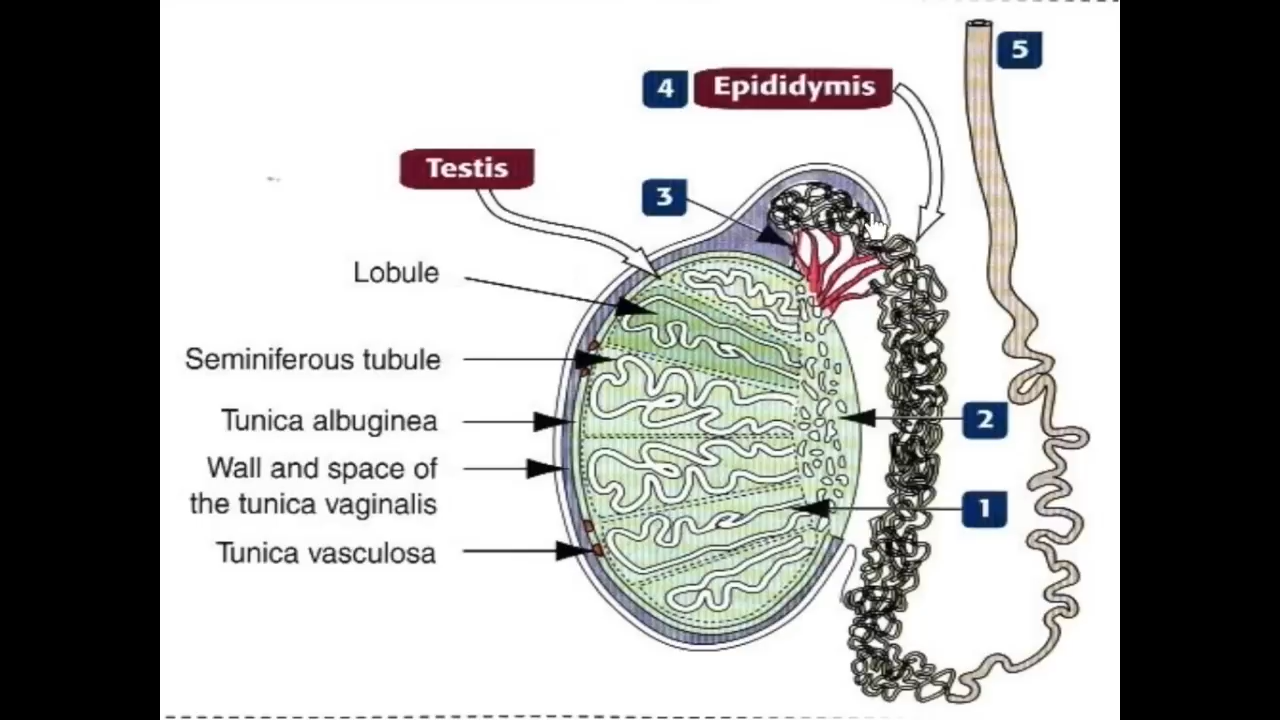 5
4 Epididymis
Testis
3
Lobule
Seminiferous tubule
Tunica albuginea
2
Wall and space of
the tunica vaginalis
1
Tunica vasculosa